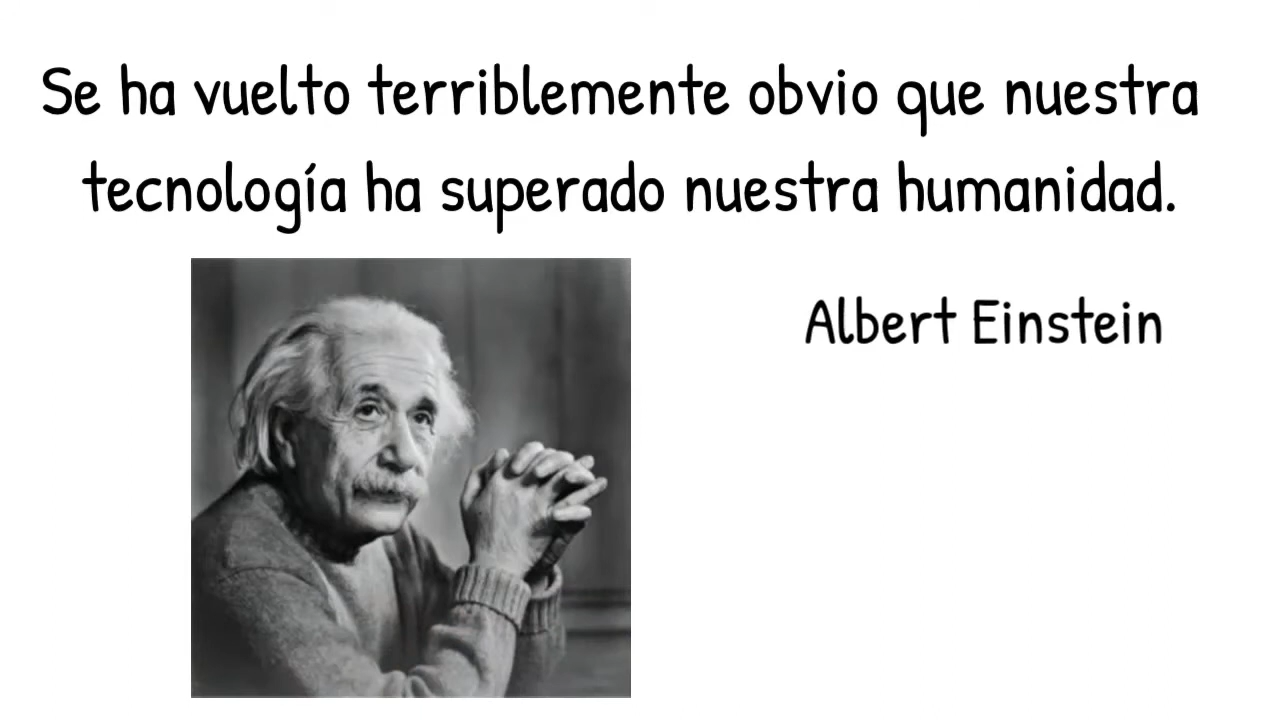 Se ha vuelto terriblemente obvio que nuestra
tecnología ha superado nuestra humanidad.
Albert Einstein